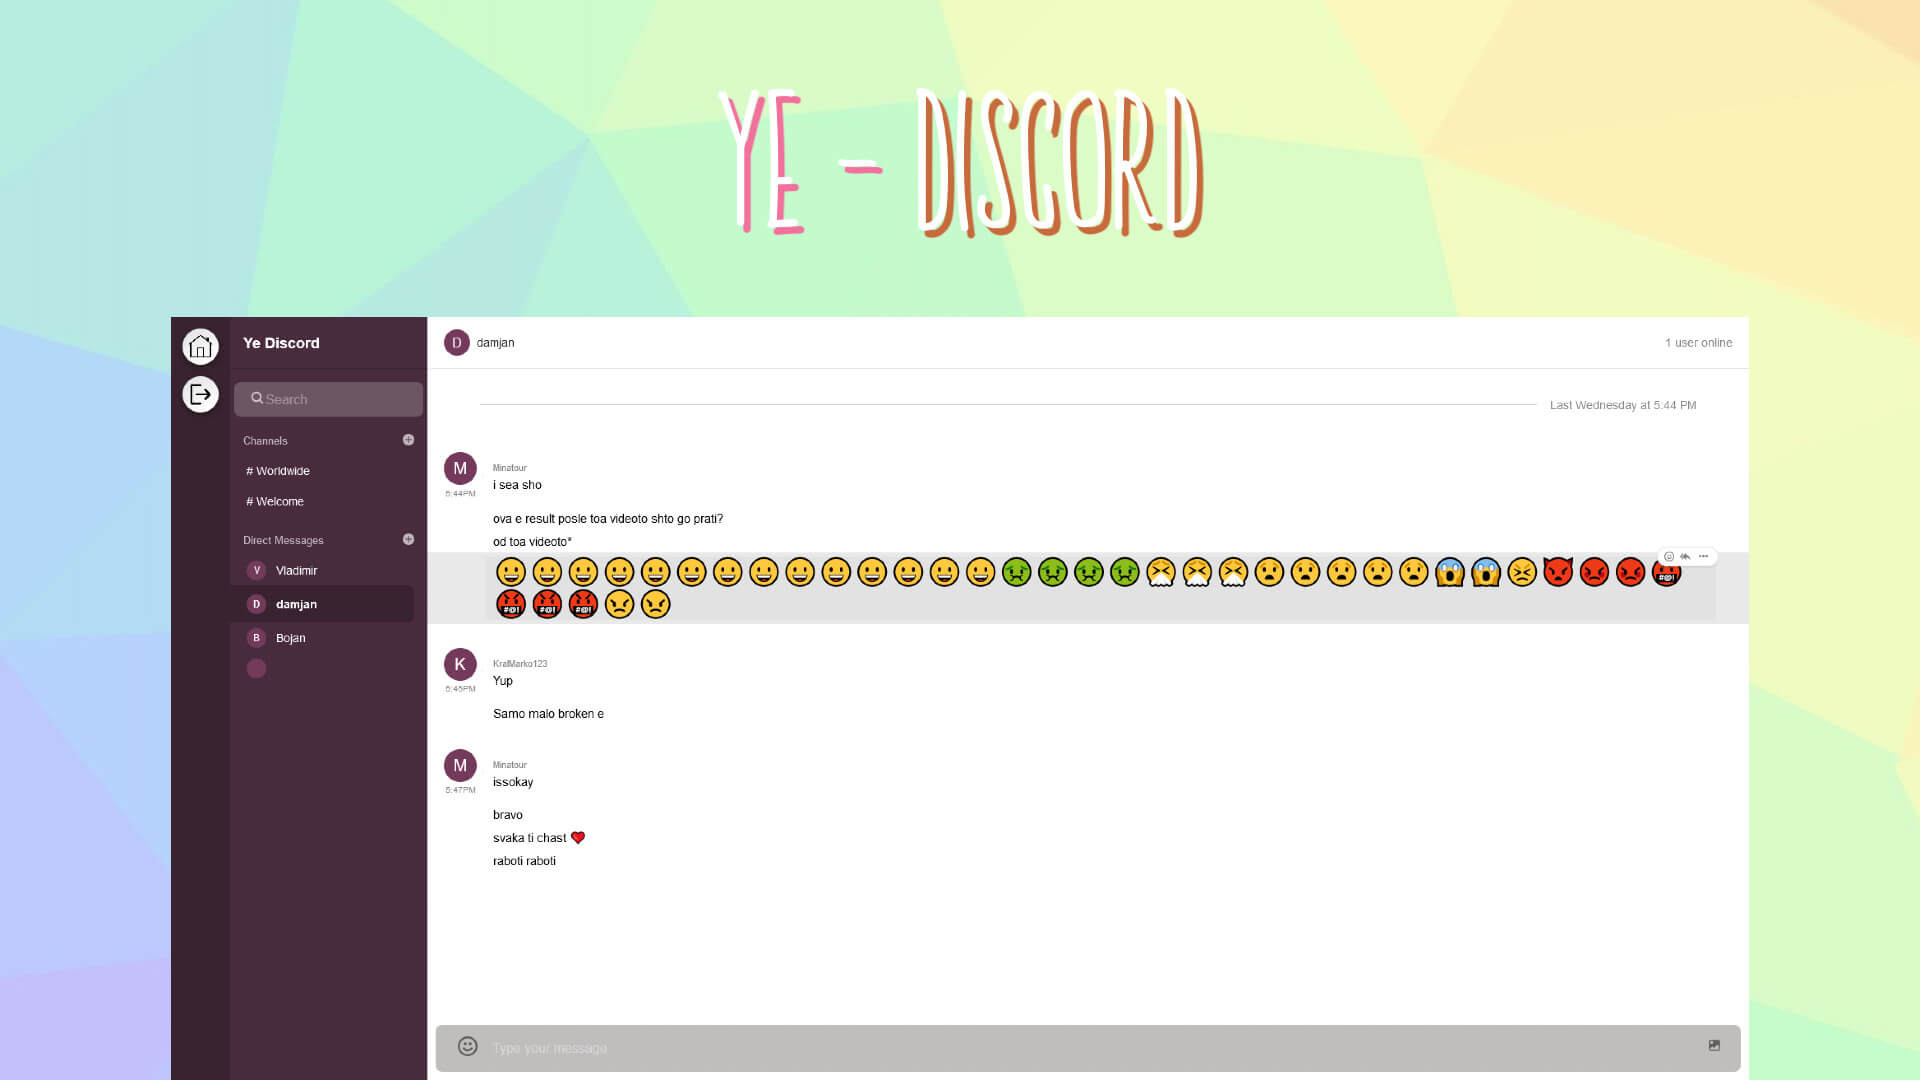 YE - DISCORD
Ye Discord
Search
Channels
# Worldwide
# Welcome
Direct Messages
V Vladimir
D damjan
B Bojan
D damjan
1 user online
Last Wednesday at 5:44 PM
M Minatour
5:44PM
i sea sho
ova e result posle toa videoto shto go prati?
od toa videoto*
K KralMarko123
5:45PM
Yup
Samo malo broken e
M Minatour
5:47PM
issokay
bravo
svaka ti chast ❤
raboti raboti
Type your message